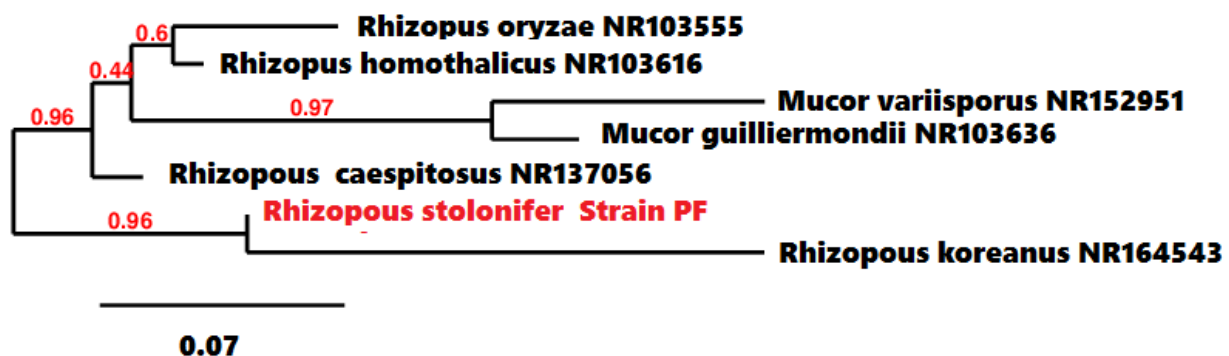 0.6
Rhizopus oryzae NR103555
Rhizopus homothalicus NR103616
0.44
0.97
Mucor variisporus NR152951
Mucor guilliermondii NR103636
0.96
Rhizopous caespitosus NR137056
Rhizopous stolonifer Strain PF
0.96
Rhizopous koreanus NR164543
0.07